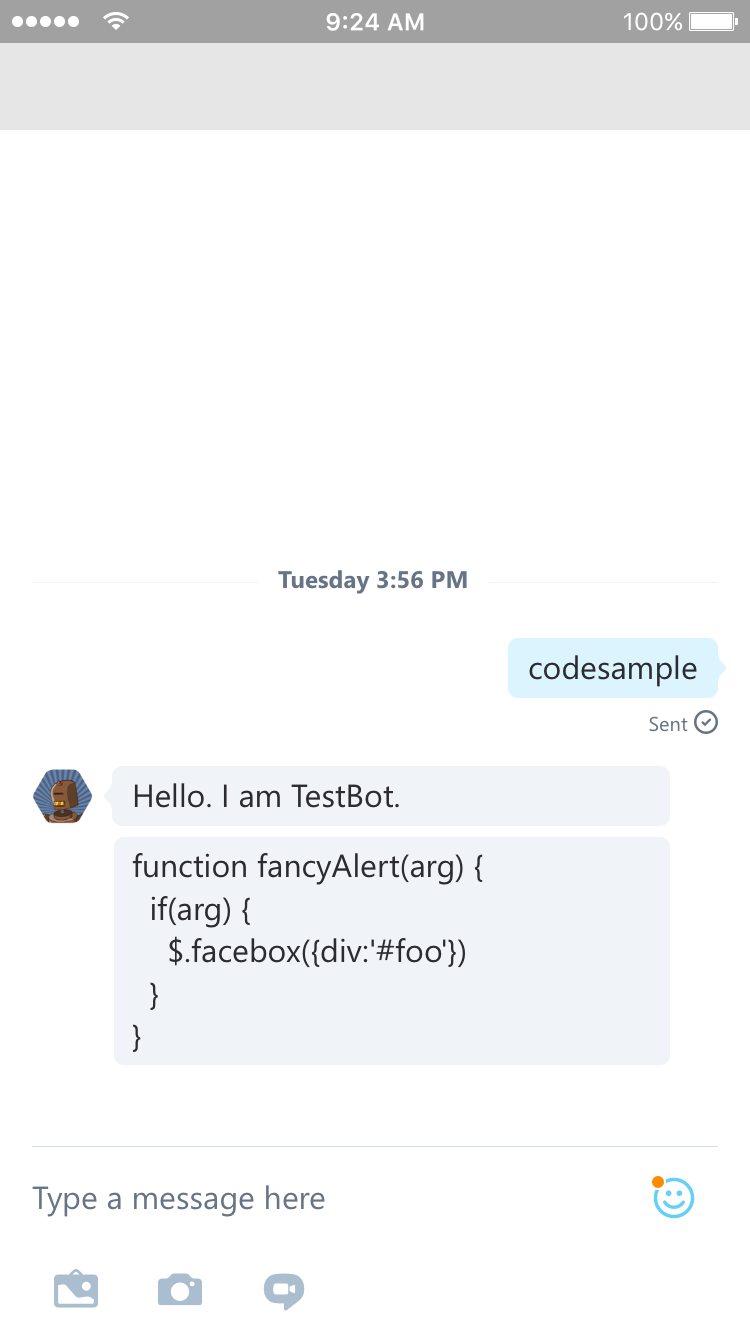 9:24 AM 100%
Tuesday 3:56 PM
codesample
Sent
Hello. I am TestBot.
function fancyAlert(arg) {
  if(arg) {
    $.facebox({div:'#foo'})
  }
}
Type a message here